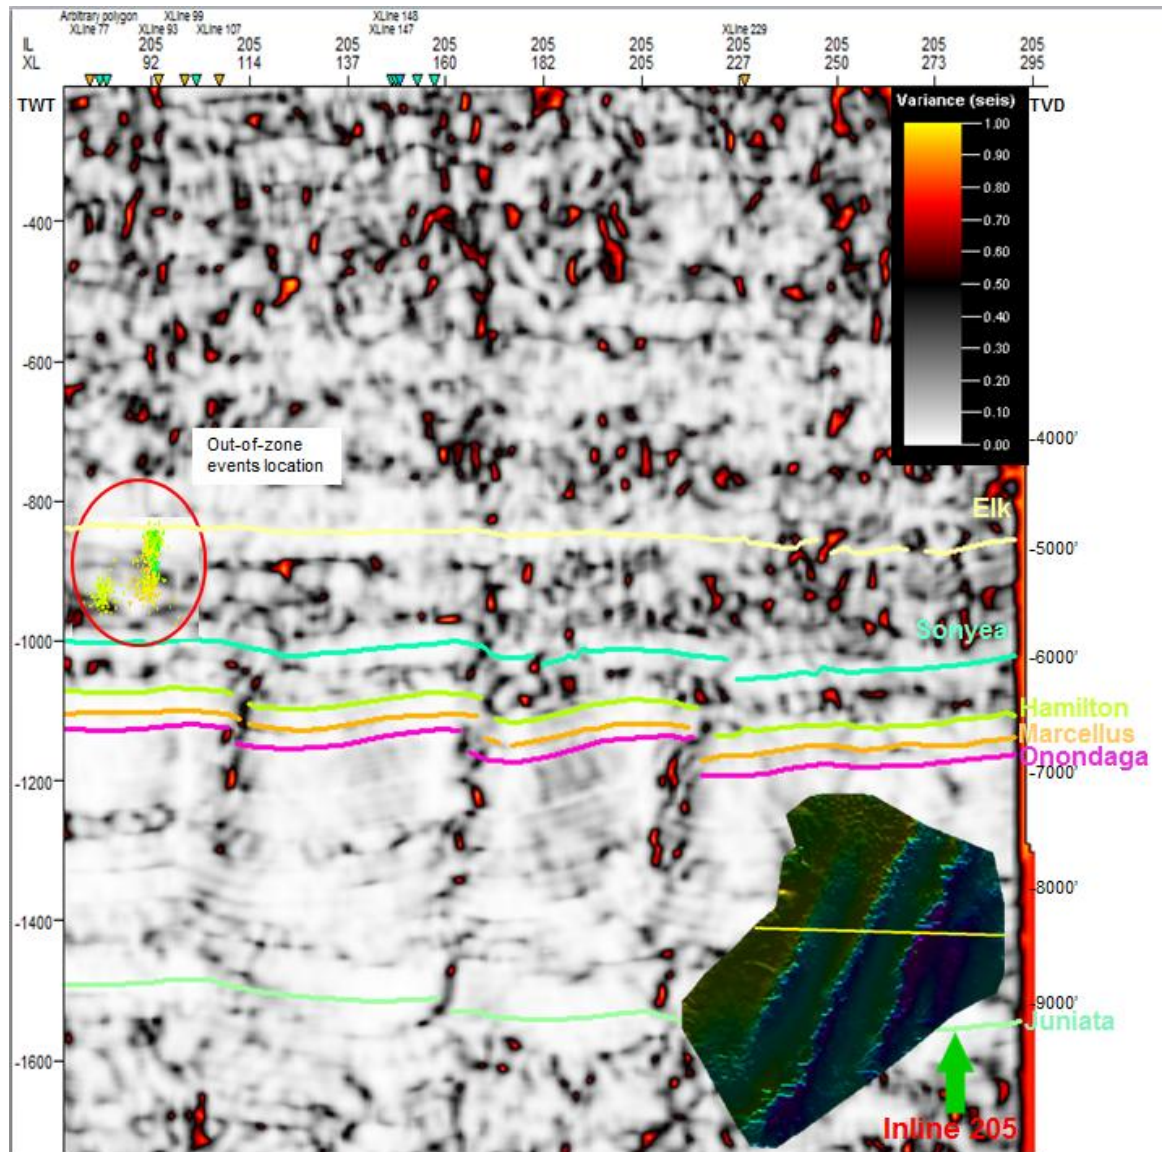 Arbitrary polygon XLine 99 XLine 148
XLine 77 XLine 93 XLine 107 XLine 147 XLine 229
IL 205 205 205 205 205 205 205 205 205 205
XL 92 114 137 160 182 205 227 250 273 295
TWT TVD
Variance (seis)
1.00
0.90
0.80
0.70
0.60
0.50
0.40
0.30
0.20
0.10
0.00
-400
-600
-4000'
Out-of-zone
events location
-800
Elk
-5000'
-1000
Sonyea
-6000'
Hamilton
-1100
Marcellus
Onondaga
-7000'
-1200
-1300
-8000'
-1400
-1500
-9000'
Juniata
-1600
Inline 205